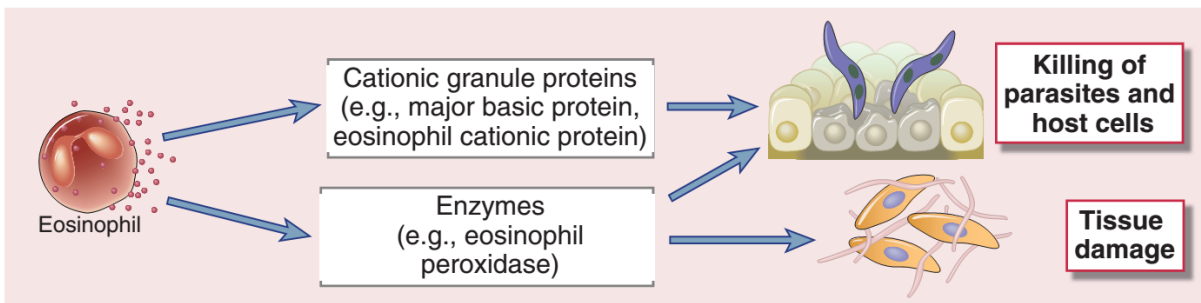 Eosinophil
Cationic granule proteins
(e.g., major basic protein,
eosinophil cationic protein)
Enzymes
(e.g., eosinophil
peroxidase)
Killing of
parasites and
host cells
Tissue
damage